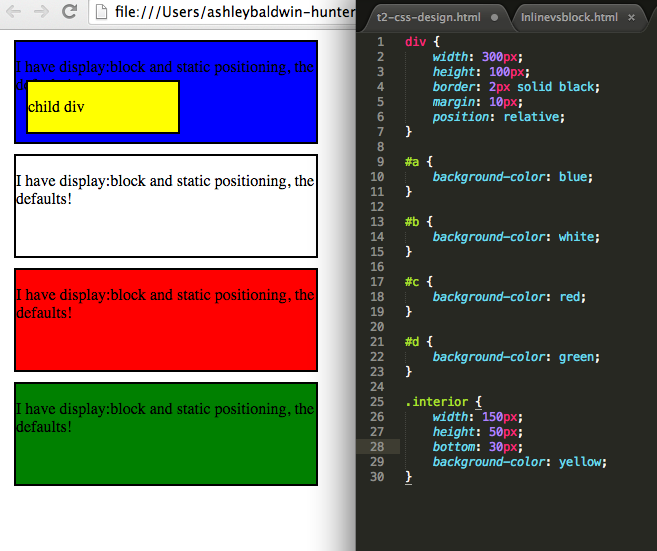 file:///Users/ashleybaldwin-hunter
I have display:block and static positioning, the
child div
I have display:block and static positioning, the
defaults!
I have display:block and static positioning, the
defaults!
I have display:block and static positioning, the
defaults!
t2-css-design.html
Inlinevsblock.html ×
1 div {
2 width: 300px;
3 height: 100px;
4 border: 2px solid black;
5 margin: 10px;
6 position: relative;
7 }
8
9 #a {
10 background-color: blue;
11 }
12
13 #b {
14 background-color: white;
15 }
16
17 #c {
18 background-color: red;
19 }
20
21 #d {
22 background-color: green;
23 }
24
25 .interior {
26 width: 150px;
27 height: 50px;
28 bottom: 30px;
29 background-color: yellow;
30 }